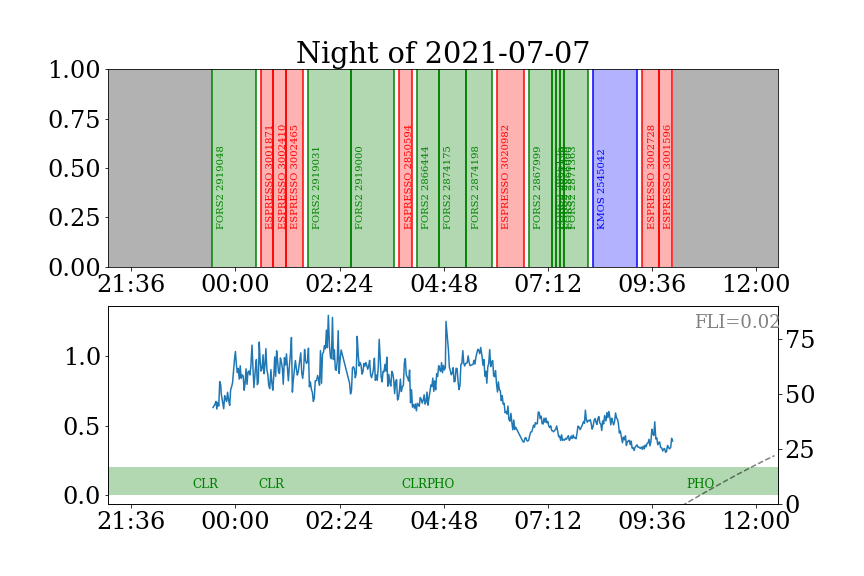 Night of 2021-07-07
1.00
0.75
0.50
0.25
0.00
FORS2 2919048
ESPRESSO 3001871
ESPRESSO 3002410
ESPRESSO 3002465
FORS2 2919031
FORS2 2919000
ESPRESSO 2850594
FORS2 2866444
FORS2 2874175
FORS2 2874198
ESPRESSO 3020982
FORS2 2867999
FORS2 2871363
KMOS 2545042
ESPRESSO 3002728
ESPRESSO 3001596
21:36 00:00 02:24 04:48 07:12 09:36 12:00
FLI=0.02
1.0
0.5
0.0
75
50
25
0
CLR CLR CLR PHO PHO
21:36 00:00 02:24 04:48 07:12 09:36 12:00